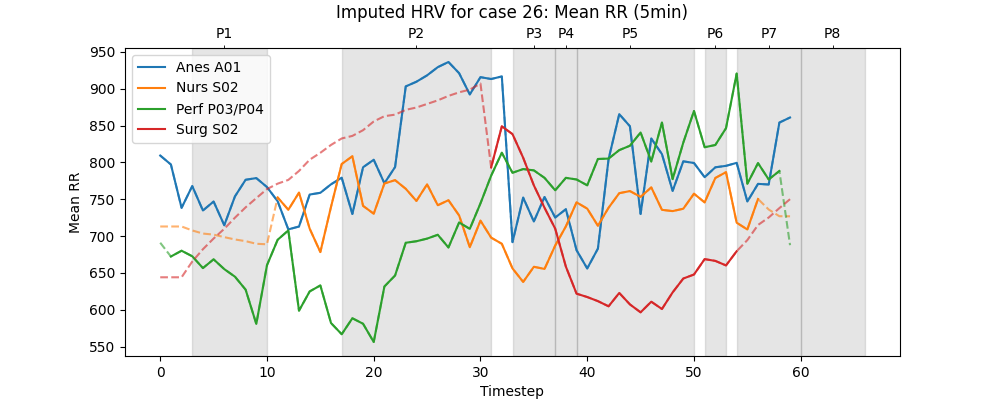 Imputed HRV for case 26: Mean RR (5min)
P1 P2 P3 P4 P5 P6 P7 P8
950
900
850
800
750
700
650
600
550
Mean RR
Anes A01
Nurs S02
Perf P03/P04
Surg S02
0 10 20 30 40 50 60
Timestep